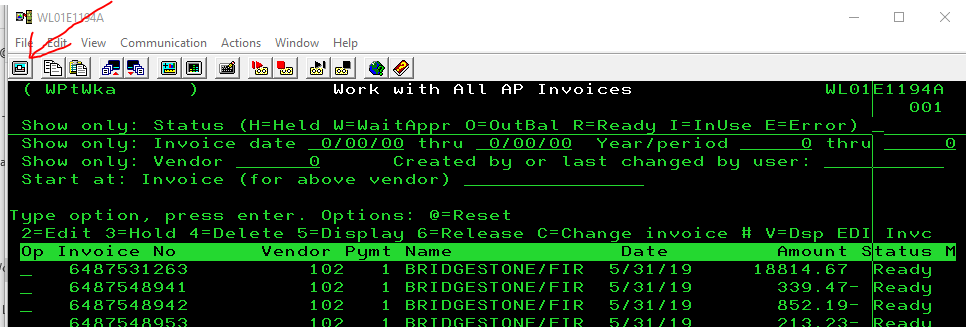 WL01E1194A
File Edit View Communication Actions Window Help
( WPtWka ) Work with All AP Invoices WL01E1194A
001
Show only: Status (H=Held W=WaitAppr O=OutBal R=Ready I=InUse E=Error) _
Show only: Invoice date 0/00/00 thru 0/00/00 Year/period 0 thru 0
Show only: Vendor 0 Created by or last changed by user:
Start at: Invoice (for above vendor)
Type option, press enter. Options: @=Reset
2=Edit 3=Hold 4=Delete 5=Display 6=Release C=Change invoice # V=Dsp EDI Invc
Op Invoice No Vendor Pymt Name Date Amount Status M
_ 6487531263 102 1 BRIDGESTONE/FIR 5/31/19 18814.67 Ready
_ 6487548941 102 1 BRIDGESTONE/FIR 5/31/19 339.47- Ready
_ 6487548942 102 1 BRIDGESTONE/FIR 5/31/19 852.19- Ready
6487548953 102 1 BRIDGESTONE/FIR 5/31/19 213.23- Ready